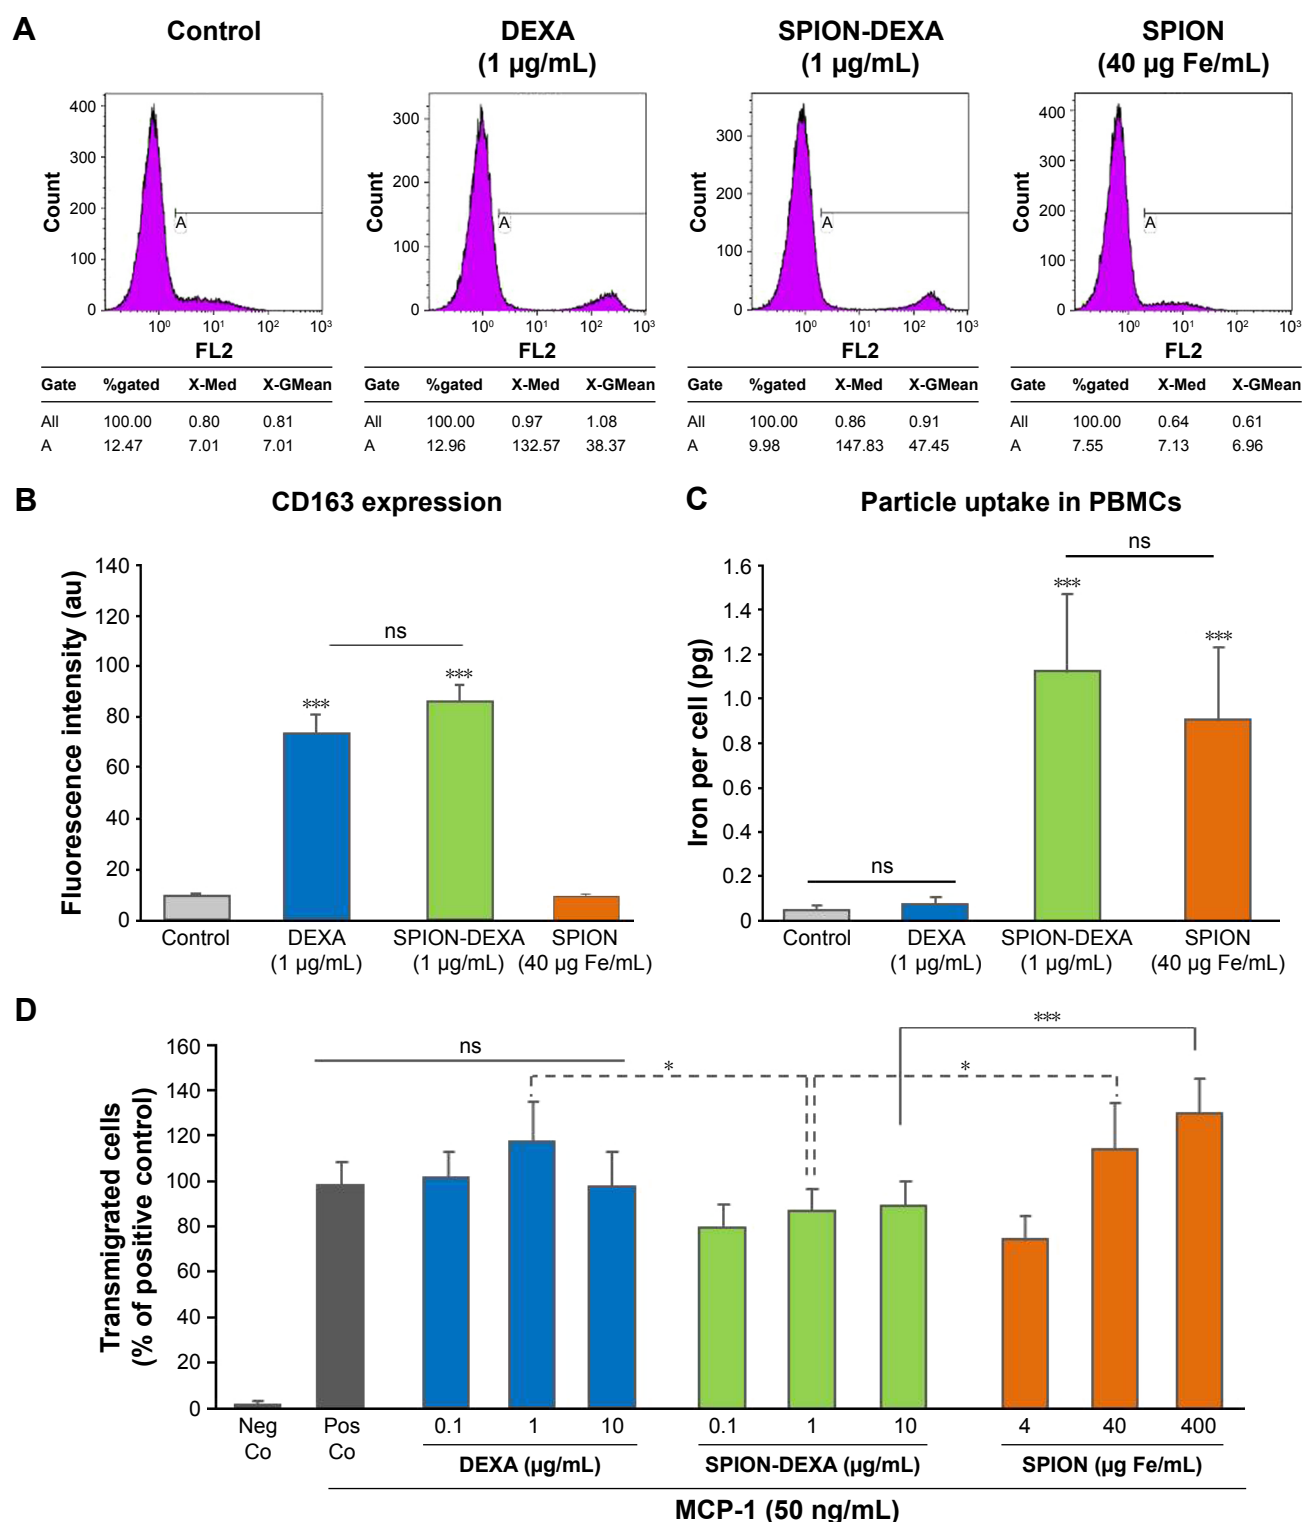 A
Control
DEXA
(1 µg/mL)
SPION-DEXA
(1 µg/mL)
SPION
(40 µg Fe/mL)
Count
400
300
200
100
0
A
10⁰ 10¹ 10² 10³
FL2
Count
300
200
100
0
A
10⁰ 10¹ 10² 10³
FL2
Count
300
200
100
0
A
10⁰ 10¹ 10² 10³
FL2
Count
400
300
200
100
0
A
10⁰ 10¹ 10² 10³
FL2
Gate %gated X-Med X-GMean
All 100.00 0.80 0.81
A 12.47 7.01 7.01
Gate %gated X-Med X-GMean
All 100.00 0.97 1.08
A 12.96 132.57 38.37
Gate %gated X-Med X-GMean
All 100.00 0.86 0.91
A 9.98 147.83 47.45
Gate %gated X-Med X-GMean
All 100.00 0.64 0.61
A 7.55 7.13 6.96
B
CD163 expression
Fluorescence intensity (au)
140
120
100
80
60
40
20
0
ns
***
***
Control
DEXA
(1 µg/mL)
SPION-DEXA
(1 µg/mL)
SPION
(40 µg Fe/mL)
C
Particle uptake in PBMCs
Iron per cell (pg)
1.6
1.4
1.2
1.0
0.8
0.6
0.4
0.2
0
ns
***
***
ns
Control
DEXA
(1 µg/mL)
SPION-DEXA
(1 µg/mL)
SPION
(40 µg Fe/mL)
D
Transmigrated cells
(% of positive control)
160
140
120
100
80
60
40
20
0
ns
*
*
***
Neg
Co
Pos
Co
0.1 1 10
DEXA (µg/mL)
0.1 1 10
SPION-DEXA (µg/mL)
4 40 400
SPION (µg Fe/mL)
MCP-1 (50 ng/mL)